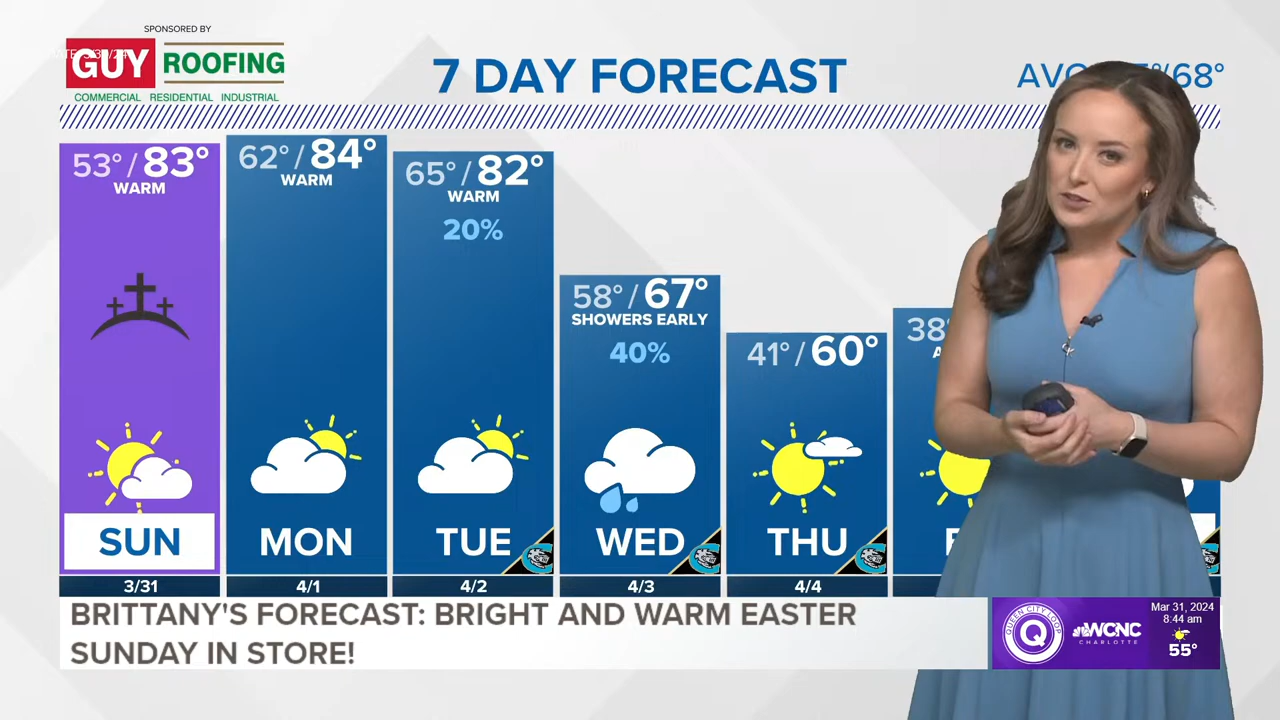 SPONSORED BY
GUY ROOFING
COMMERCIAL RESIDENTIAL INDUSTRIAL
7 DAY FORECAST
68°
53°/83°
WARM
62°/84°
WARM
65°/82°
WARM
20%
58°/67°
SHOWERS EARLY
40%
41°/60°
38°
SUN
MON
TUE
WED
THU
3/31
4/1
4/2
4/3
4/4
BRITTANY'S FORECAST: BRIGHT AND WARM EASTER
SUNDAY IN STORE!
QUEEN CITY LOOP
Q
WCNC
CHARLOTTE
Mar 31, 2024
8:44 am
55°